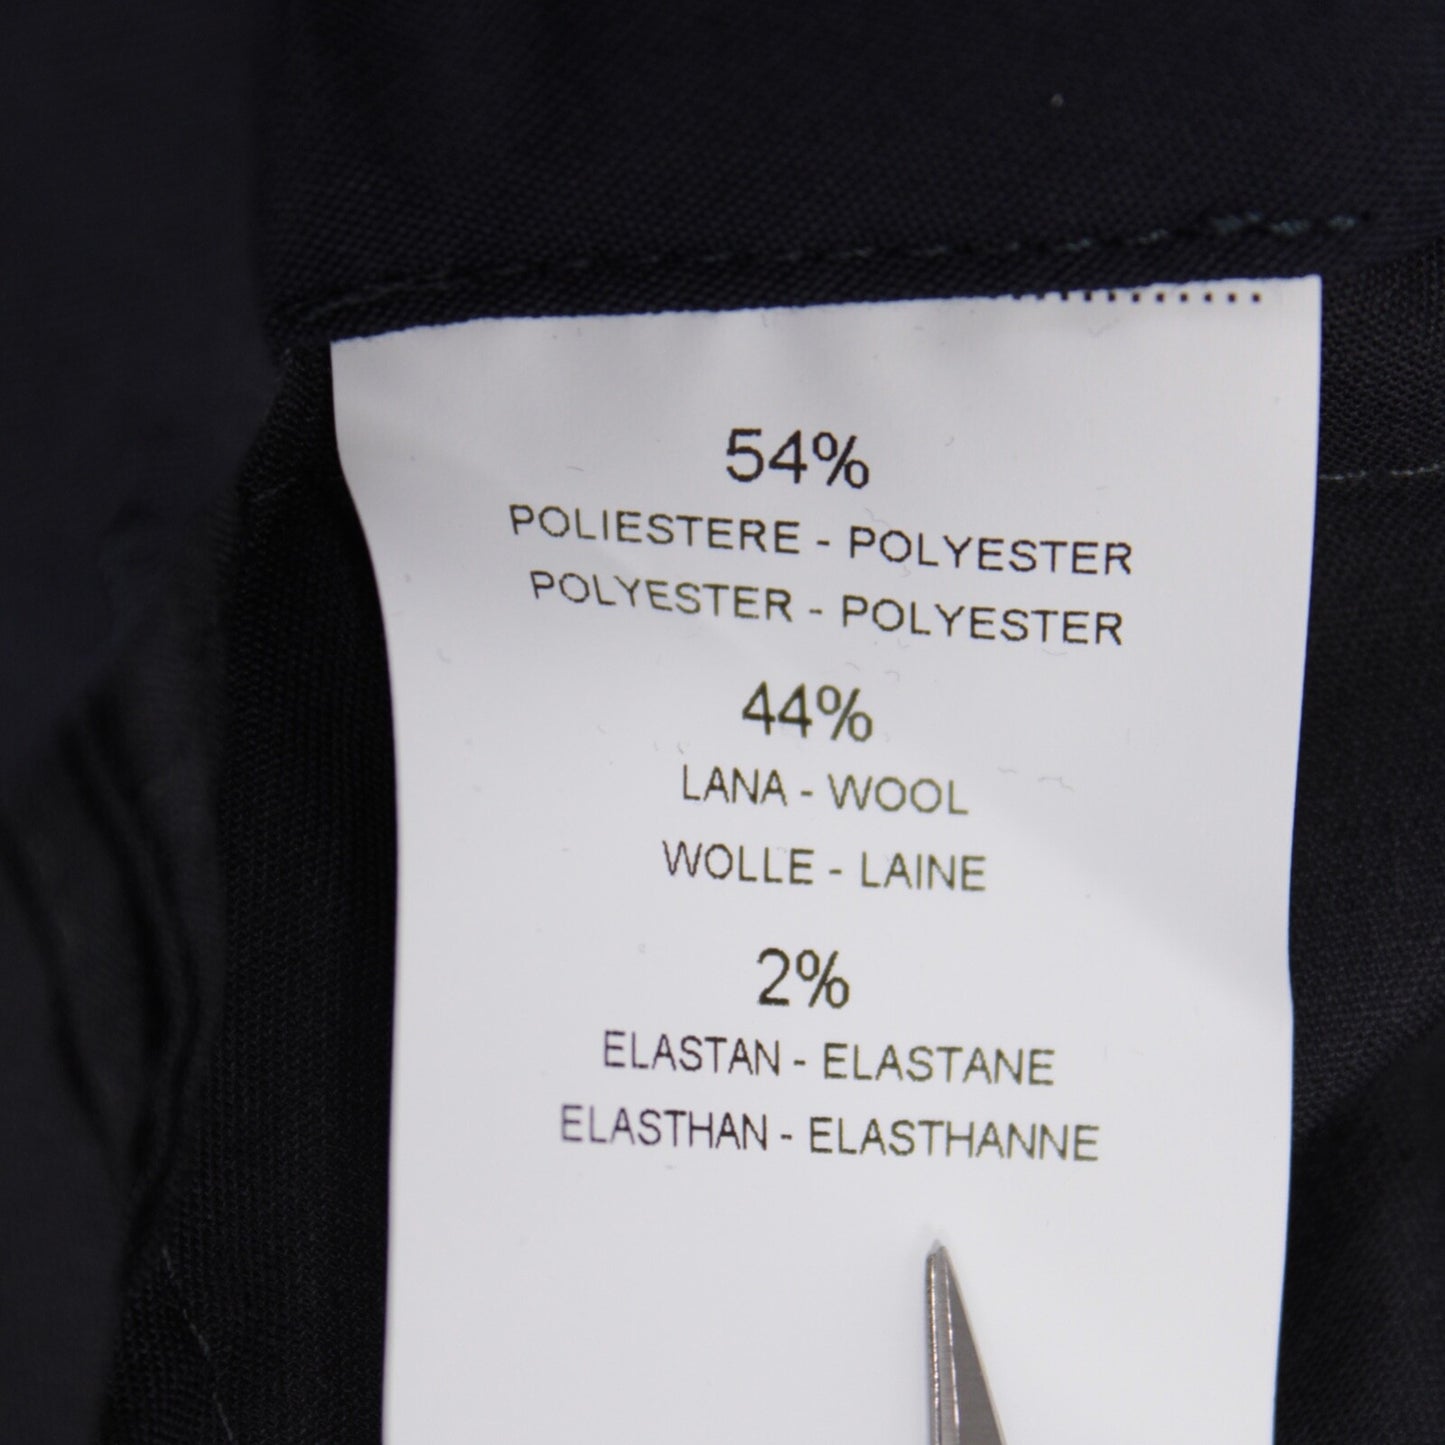 54%
POLIESTERE - POLYESTER
POLYESTER - POLYESTER
44%
LANA - WOOL
WOLLE - LAINE
2%
ELASTAN - ELASTANE
ELASTHAN - ELASTHANNE